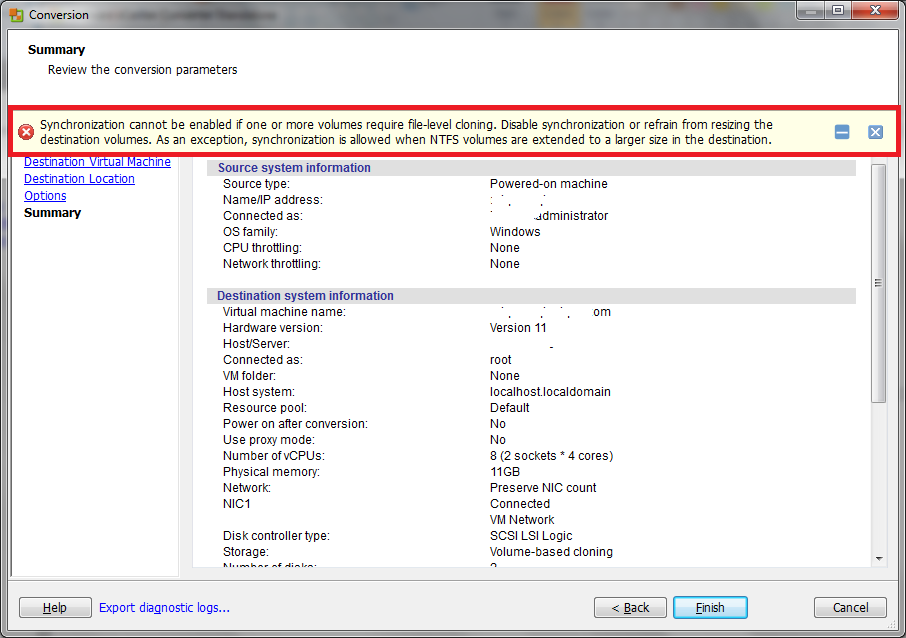 Conversion
Summary
Review the conversion parameters
Synchronization cannot be enabled if one or more volumes require file-level cloning. Disable synchronization or refrain from resizing the
destination volumes. As an exception, synchronization is allowed when NTFS volumes are extended to a larger size in the destination.
Destination Virtual Machine
Destination Location
Options
Summary
Source system information
Source type: Powered-on machine
Name/IP address:
Connected as: administrator
OS family: Windows
CPU throttling: None
Network throttling: None
Destination system information
Virtual machine name: om
Hardware version: Version 11
Host/Server:
Connected as: root
VM folder: None
Host system: localhost.localdomain
Resource pool: Default
Power on after conversion: No
Use proxy mode: No
Number of vCPUs: 8 (2 sockets * 4 cores)
Physical memory: 11GB
Network: Preserve NIC count
NIC1 Connected
VM Network
Disk controller type: SCSI LSI Logic
Storage: Volume-based cloning
Number of disks: 2
Help
Export diagnostic logs...
< Back
Finish
Cancel